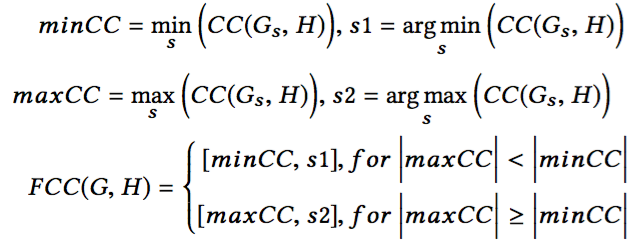 minCC = min_s (CC(G_s, H)), s1 = arg min_s (CC(G_s, H))
maxCC = max_s (CC(G_s, H)), s2 = arg max_s (CC(G_s, H))
FCC(G, H) = { [minCC, s1], for |maxCC| < |minCC|
[maxCC, s2], for |maxCC| ≥ |minCC|